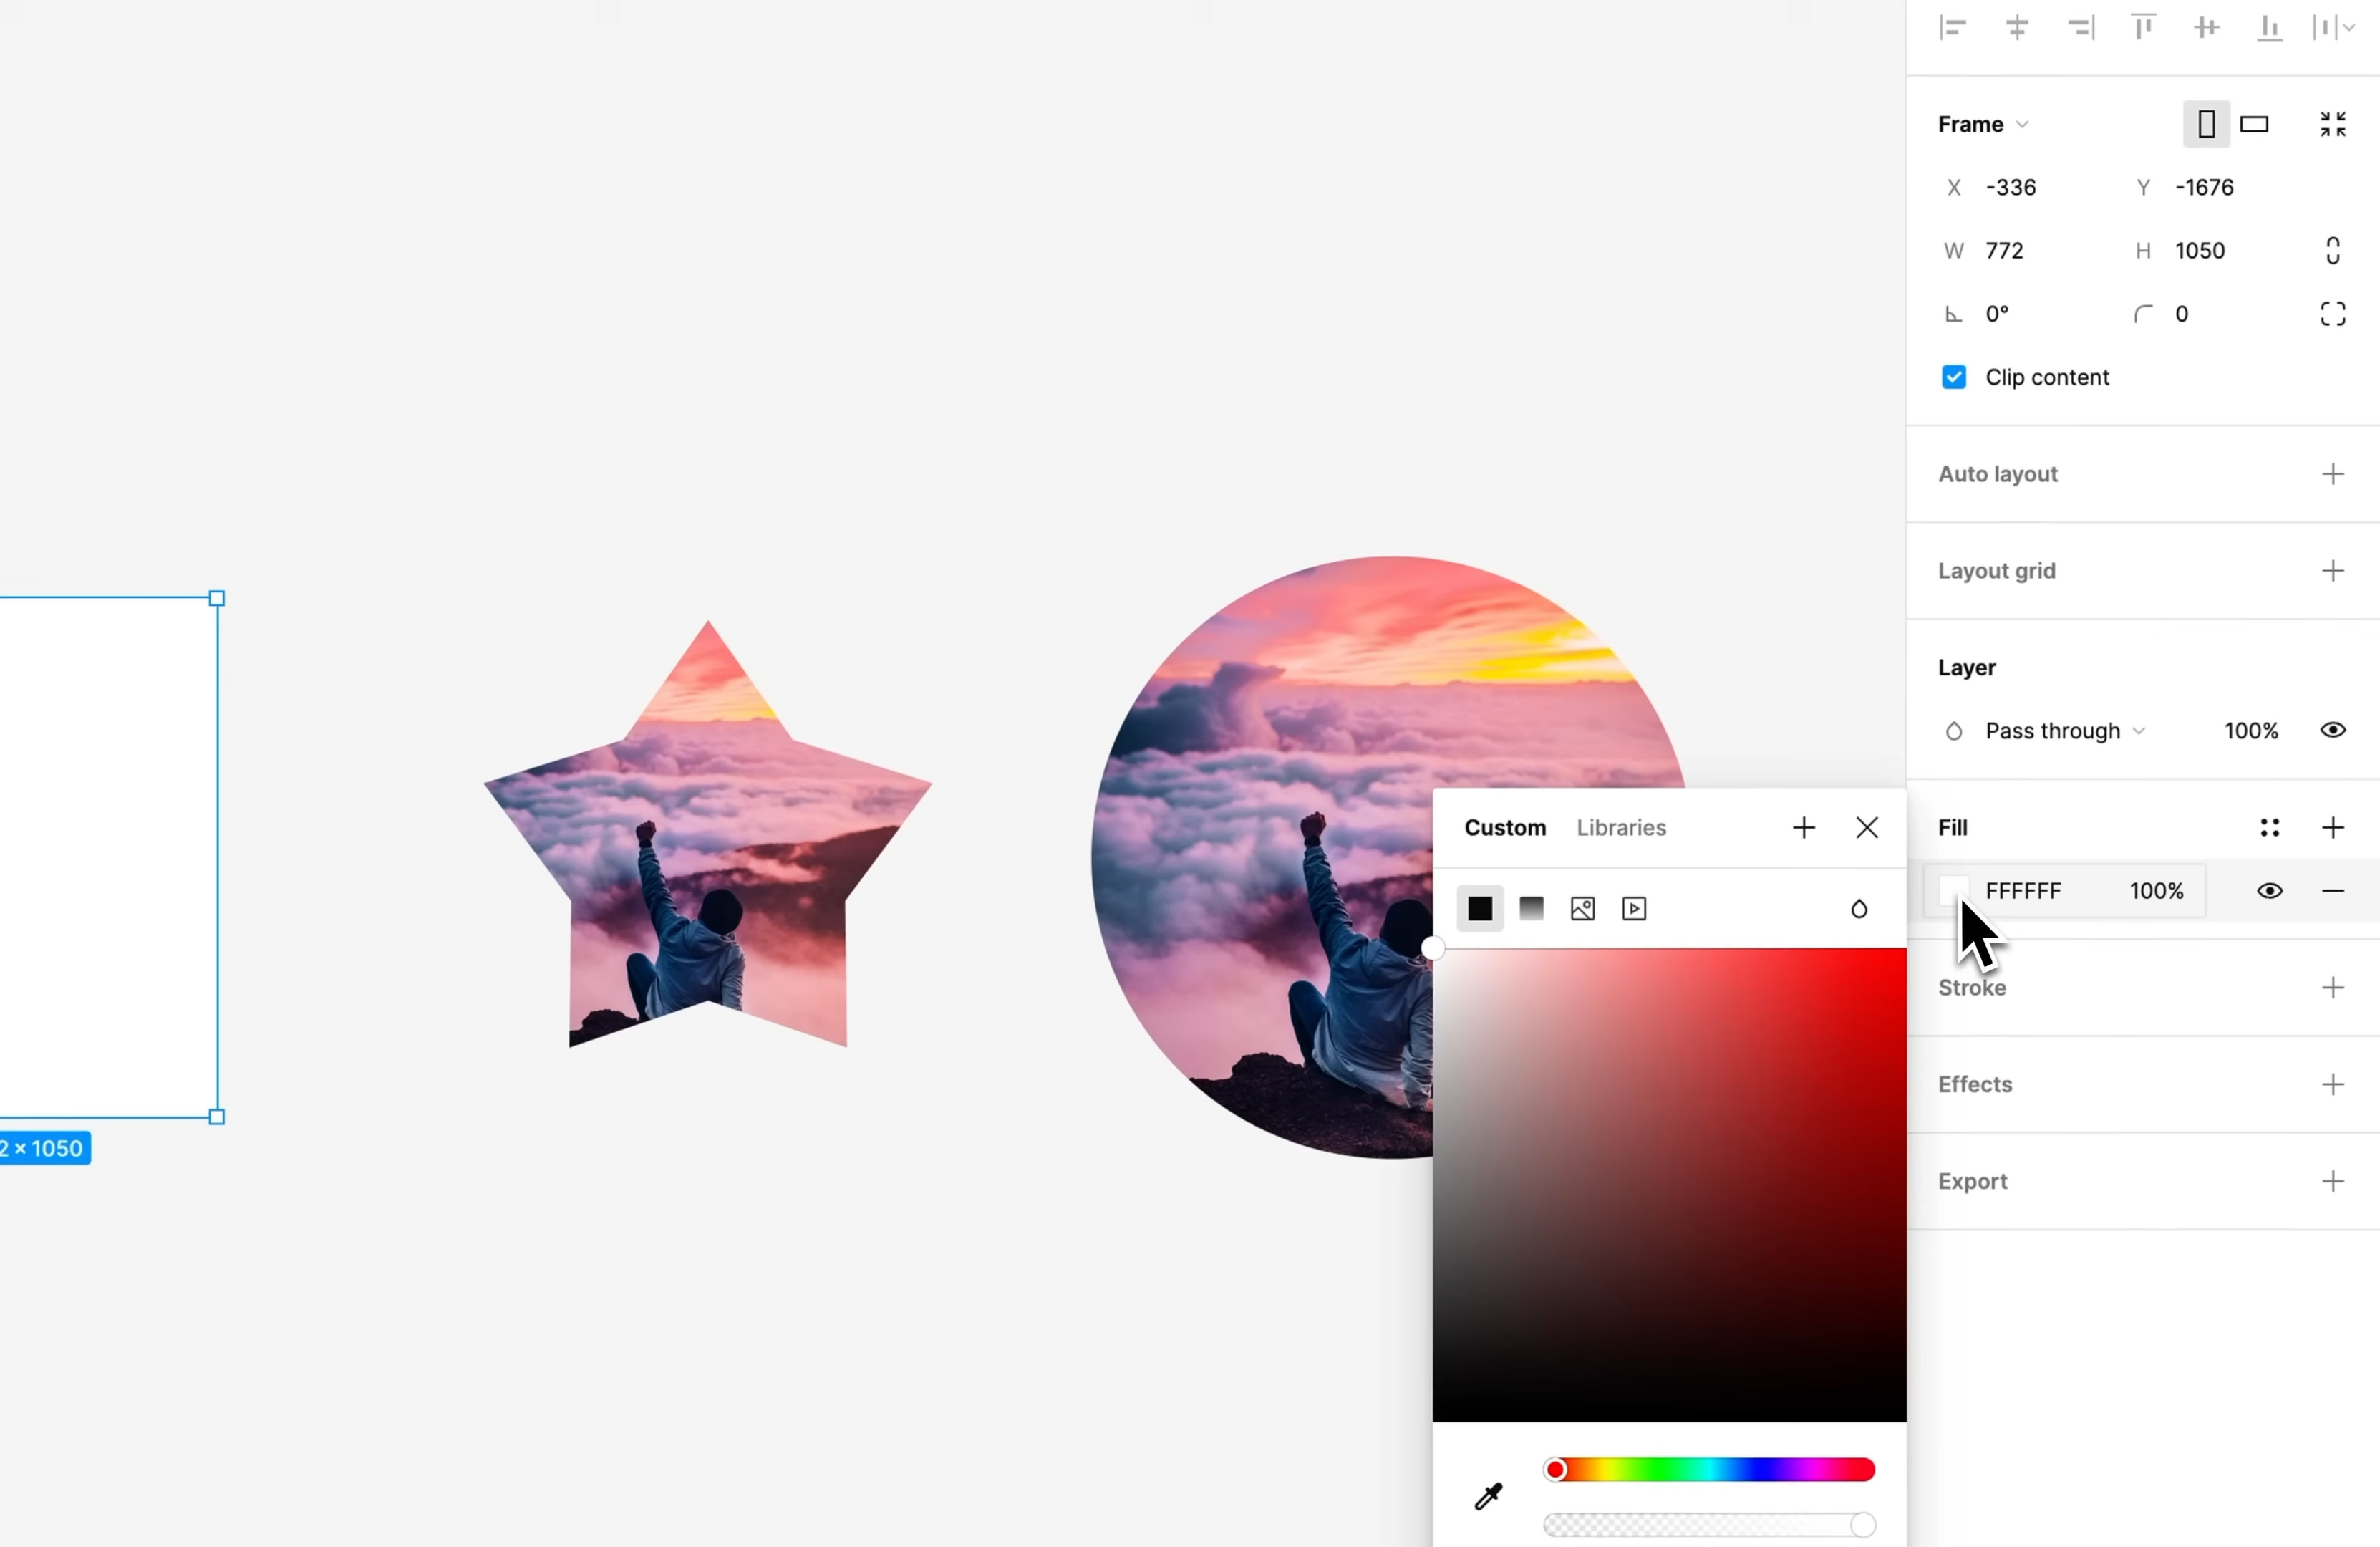 Frame
X -336 Y -1676
W 772 H 1050
0° 0
Clip content
Auto layout
Layout grid
Layer
Pass through 100%
Fill
FFFFFF 100%
Stroke
Effects
Export
Custom Libraries
2 × 1050